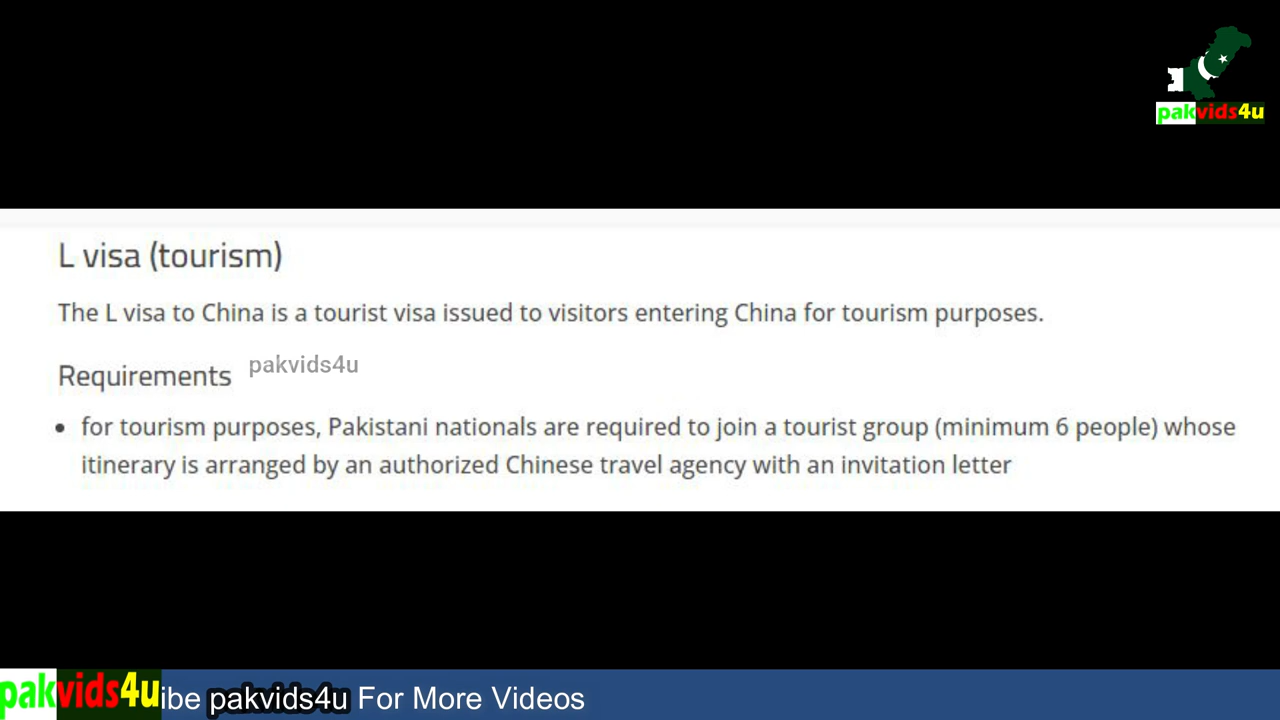 pakvids4u
L visa (tourism)
The L visa to China is a tourist visa issued to visitors entering China for tourism purposes.
Requirements
pakvids4u
• for tourism purposes, Pakistani nationals are required to join a tourist group (minimum 6 people) whose
itinerary is arranged by an authorized Chinese travel agency with an invitation letter
pakvids4u ibe pakvids4u For More Videos